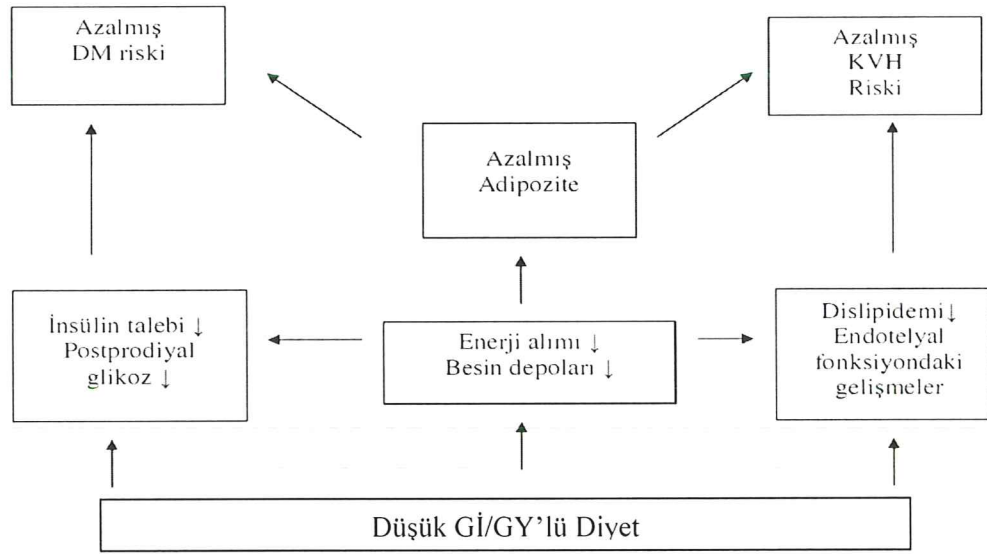 Azalmış
DM riski
Azalmış
KVH
Riski
Azalmış
Adipozite
İnsülin talebi ↓
Postprodiyal
glikoz ↓
Enerji alımı ↓
Besin depoları ↓
Dislipidemi↓
Endotelyal
fonksiyondaki
gelişmeler
Düşük Gİ/GY’lü Diyet